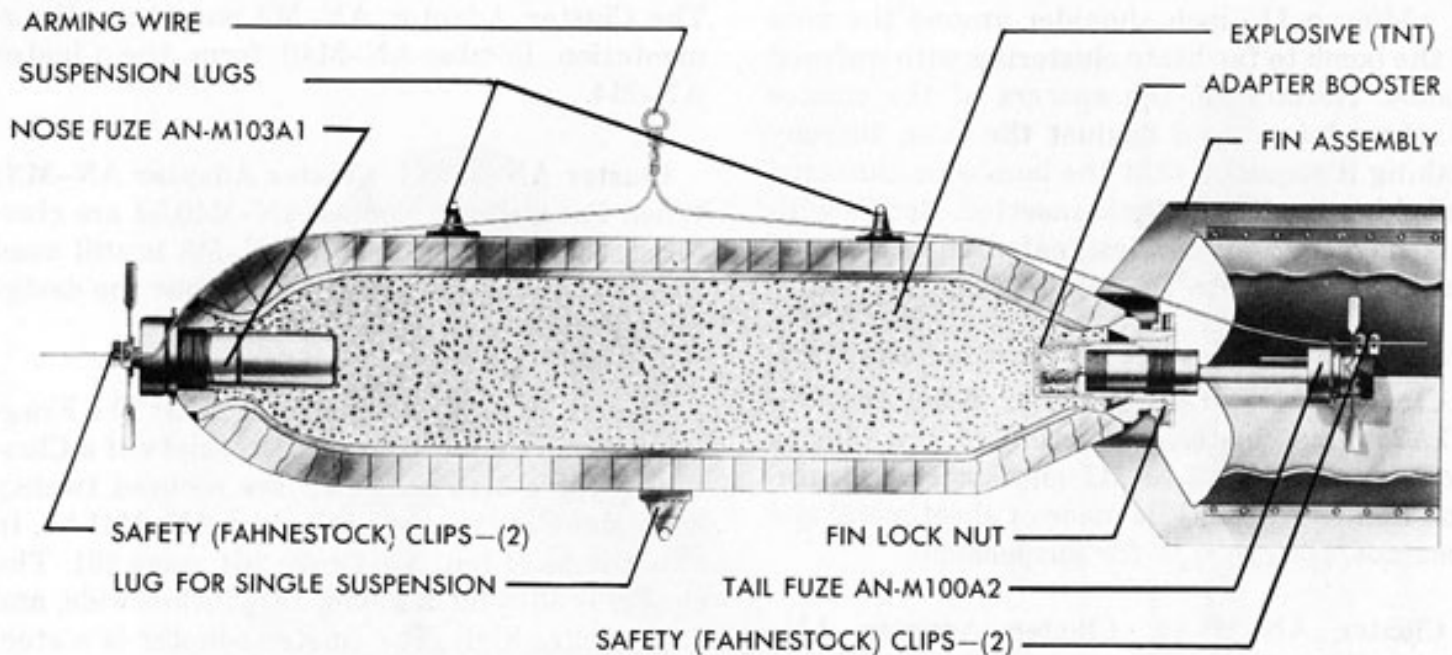 ARMING WIRE
SUSPENSION LUGS
NOSE FUZE AN-M103A1
EXPLOSIVE (TNT)
ADAPTER BOOSTER
FIN ASSEMBLY
SAFETY (FAHNESTOCK) CLIPS—(2)
LUG FOR SINGLE SUSPENSION
FIN LOCK NUT
TAIL FUZE AN-M100A2
SAFETY (FAHNESTOCK) CLIPS—(2)